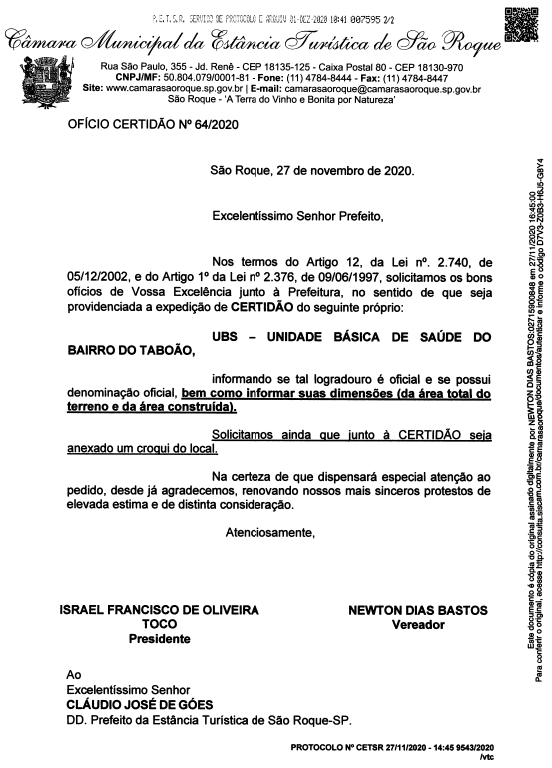 P.E.T.S.R. SERVIÇO DE PROTOCOLO E ARQUIVO 01-DEZ-2020 10:41 007595 2/2
Câmara Municipal da Estância Turística de São Roque
Rua São Paulo, 355 - Jd. Renê - CEP 18135-125 - Caixa Postal 80 - CEP 18130-970
CNPJ/MF: 50.804.079/0001-81 - Fone: (11) 4784-8444 - Fax: (11) 4784-8447
Site: www.camarasaoroque.sp.gov.br | E-mail: camarasaoroque@camarasaoroque.sp.gov.br
São Roque - 'A Terra do Vinho e Bonita por Natureza'
OFÍCIO CERTIDÃO Nº 64/2020
São Roque, 27 de novembro de 2020.
Excelentíssimo Senhor Prefeito,
Nos termos do Artigo 12, da Lei nº. 2.740, de
05/12/2002, e do Artigo 1º da Lei nº 2.376, de 09/06/1997, solicitamos os bons
ofícios de Vossa Excelência junto à Prefeitura, no sentido de que seja
providenciada a expedição de CERTIDÃO do seguinte próprio:
UBS – UNIDADE BÁSICA DE SAÚDE DO
BAIRRO DO TABOÃO,
informando se tal logradouro é oficial e se possui
denominação oficial, bem como informar suas dimensões (da área total do
terreno e da área construída).
Solicitamos ainda que junto à CERTIDÃO seja
anexado um croqui do local.
Na certeza de que dispensará especial atenção ao
pedido, desde já agradecemos, renovando nossos mais sinceros protestos de
elevada estima e de distinta consideração.
Atenciosamente,
ISRAEL FRANCISCO DE OLIVEIRA
TOCO
Presidente
NEWTON DIAS BASTOS
Vereador
Ao
Excelentíssimo Senhor
CLÁUDIO JOSÉ DE GÓES
DD. Prefeito da Estância Turística de São Roque-SP.
PROTOCOLO Nº CETSR 27/11/2020 - 14:45 9543/2020
/vtc
Este documento é cópia do original assinado digitalmente por NEWTON DIAS BASTOS:02715900848 em 27/11/2020 16:45:00
Para conferir o original, acesse http://consulta.siscam.com.br/camarasaoroque/documentos/autenticar e informe o código D7V3-Z0B3-H6J5-G8Y4